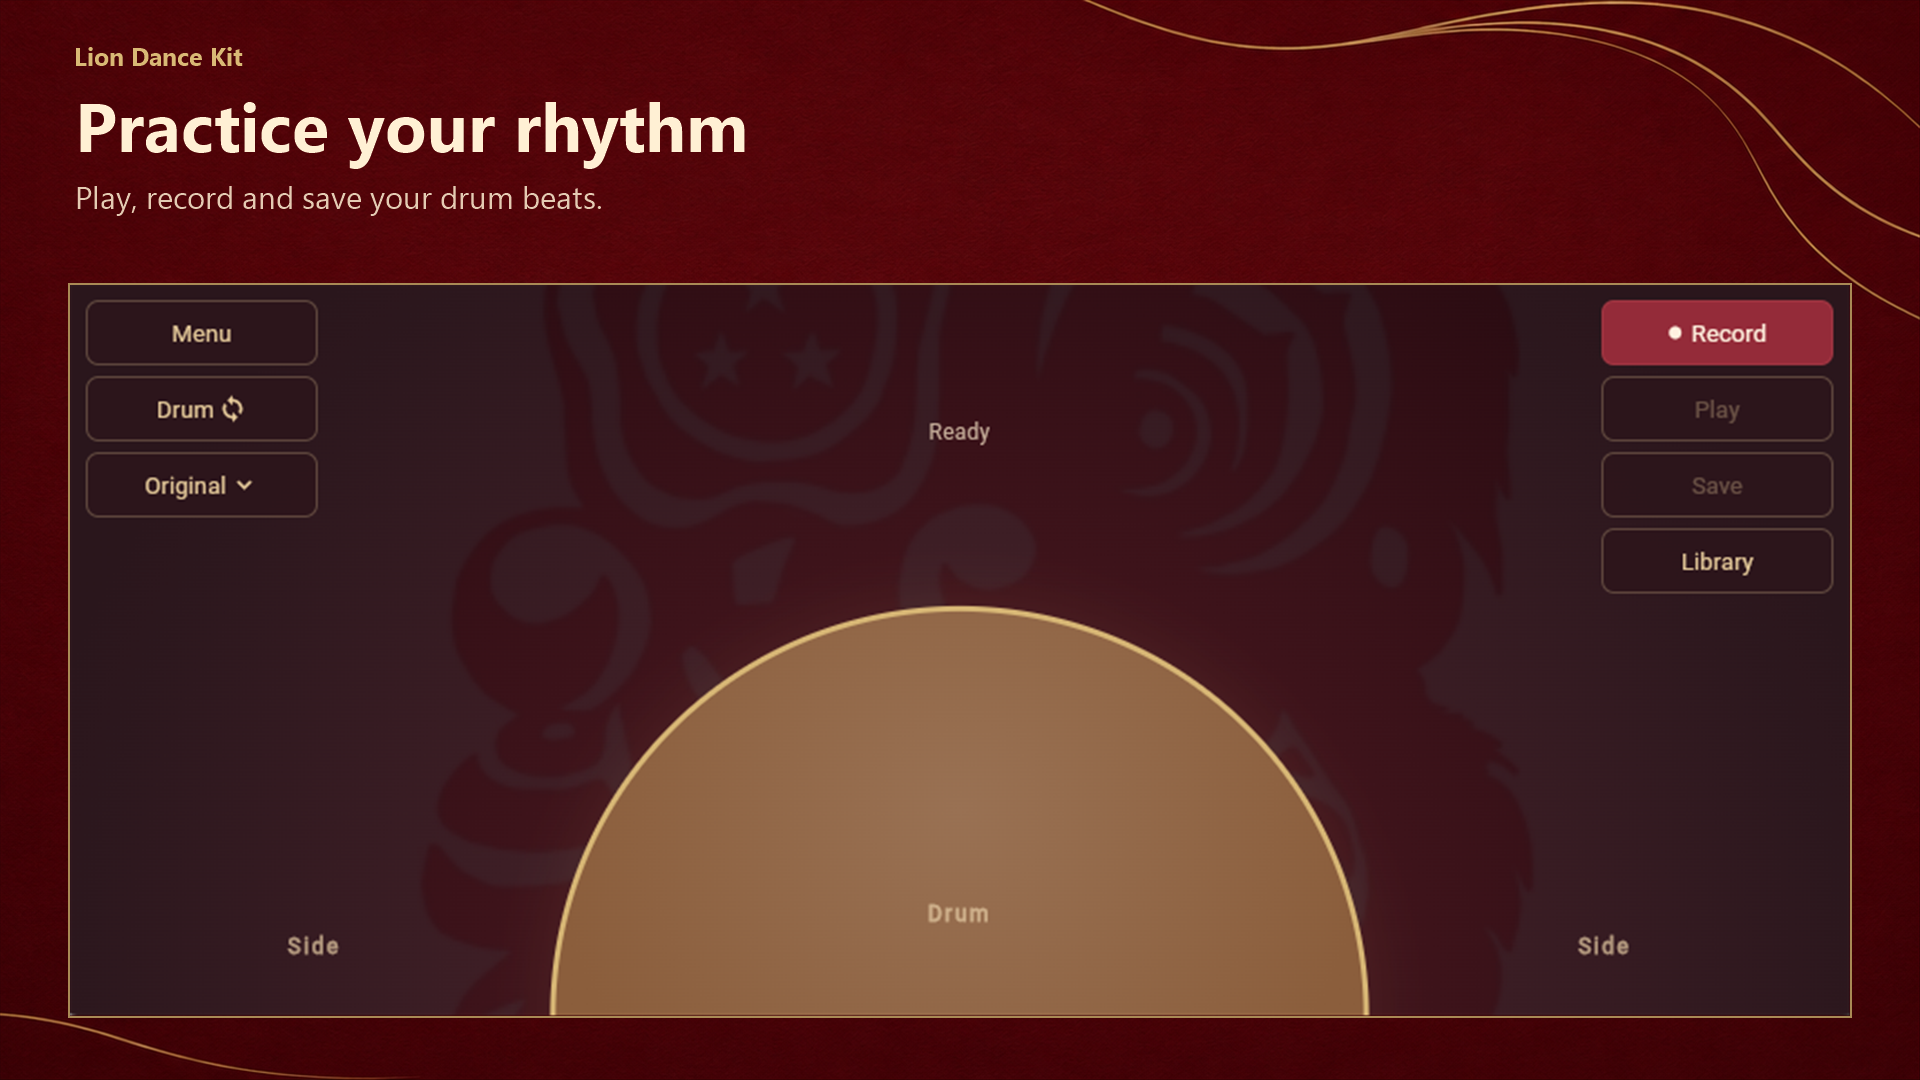 Lion Dance Kit
Practice your rhythm
Play, record and save your drum beats.
Menu
Record
Drum
Play
Ready
Original
Save
Library
Drum
Side
Side